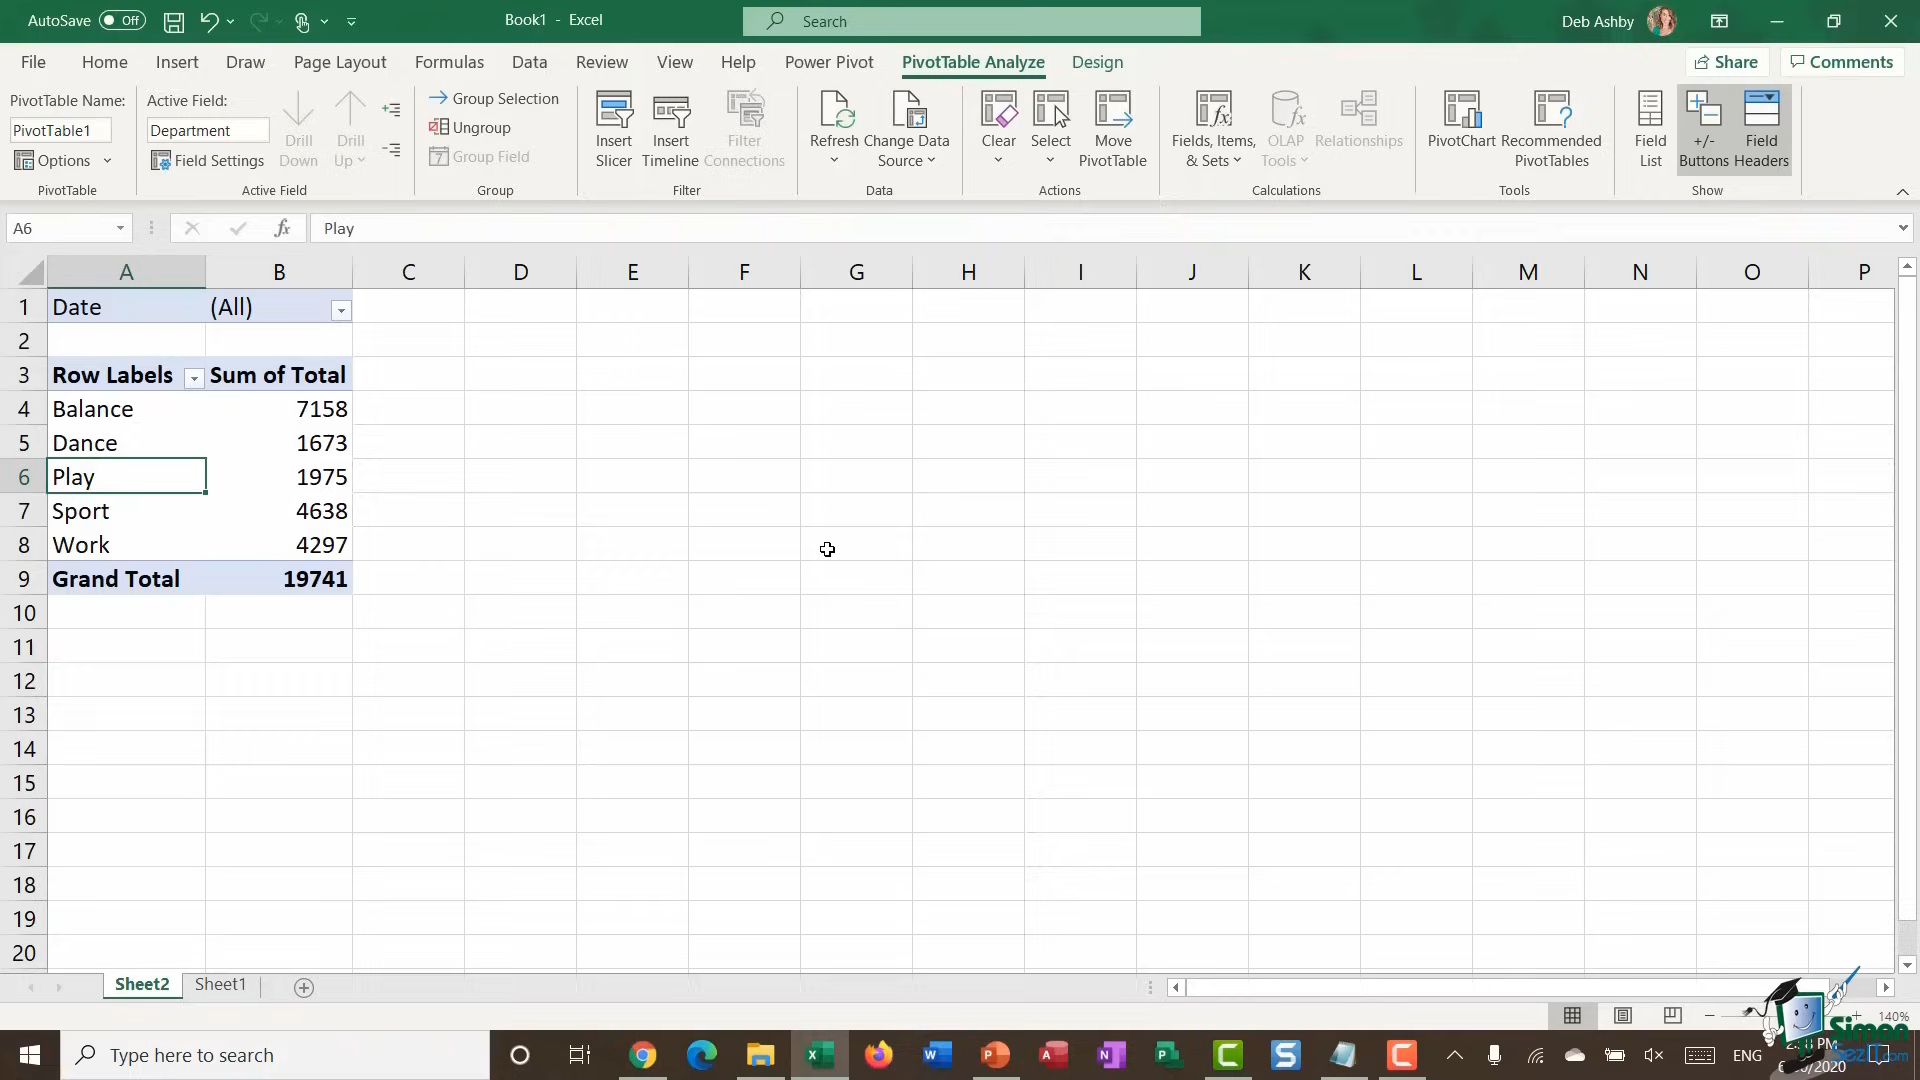 AutoSave Off Book1 - Excel Search Deb Ashby
File Home Insert Draw Page Layout Formulas Data Review View Help Power Pivot PivotTable Analyze Design Share Comments
PivotTable Name:
PivotTable1
Options
PivotTable
Active Field:
Department
Field Settings
Drill Down
Drill Up
Active Field
Group Selection
Ungroup
Group Field
Group
Insert Slicer
Insert Timeline
Filter Connections
Filter
Refresh
Change Data Source
Data
Clear
Select
Move PivotTable
Actions
Fields, Items, & Sets
OLAP Tools
Relationships
Calculations
PivotChart
Recommended PivotTables
Tools
Field List
+/- Buttons
Field Headers
Show
A6 fx Play
A B C D E F G H I J K L M N O P
1 Date (All)
2
3 Row Labels Sum of Total
4 Balance 7158
5 Dance 1673
6 Play 1975
7 Sport 4638
8 Work 4297
9 Grand Total 19741
10
11
12
13
14
15
16
17
18
19
20
Sheet2 Sheet1
140%
Type here to search
ENG
Simon
SezIT.com